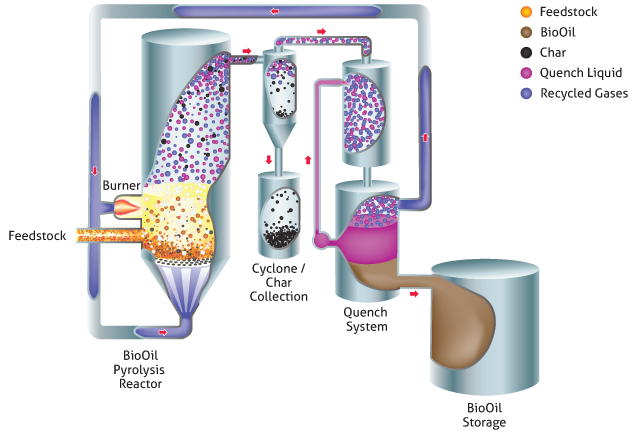 Feedstock
BioOil
Char
Quench Liquid
Recycled Gases
Burner
Feedstock
Cyclone /
Char
Collection
Quench
System
BioOil
Pyrolysis
Reactor
BioOil
Storage